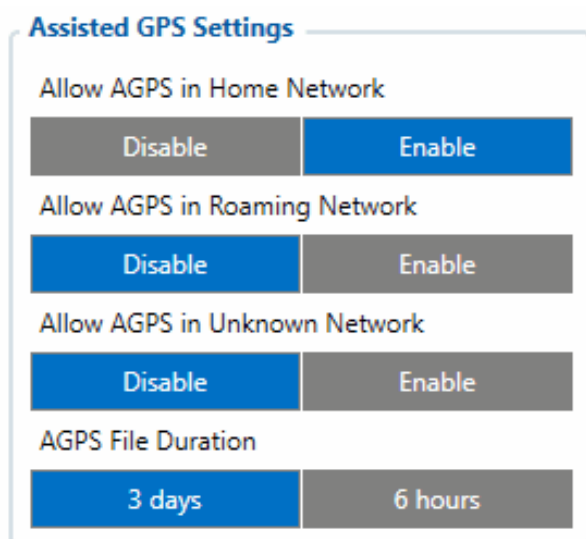 Assisted GPS Settings
Allow AGPS in Home Network
Disable Enable
Allow AGPS in Roaming Network
Disable Enable
Allow AGPS in Unknown Network
Disable Enable
AGPS File Duration
3 days 6 hours